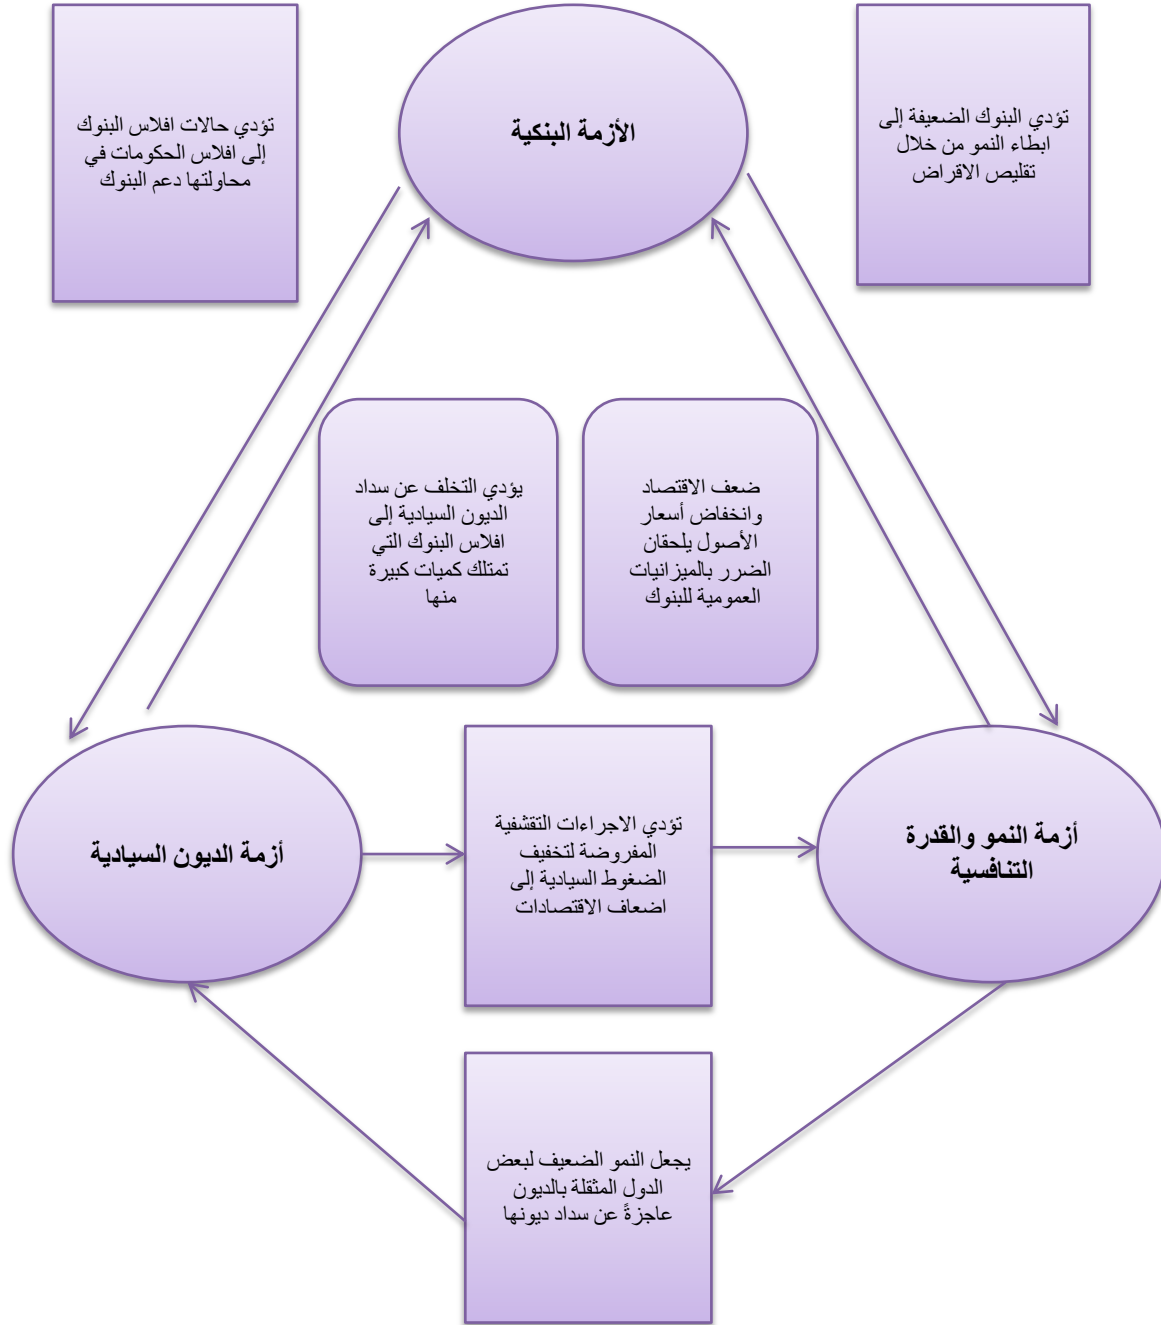 تؤدي البنوك الضعيفة إلى
ابطاء النمو من خلال
تقليص الاقراض
الأزمة البنكية
تؤدي حالات افلاس البنوك
إلى افلاس الحكومات في
محاولتها دعم البنوك
ضعف الاقتصاد
وانخفاض أسعار
الأصول يلحقان
الضرر بالميزانيات
العمومية للبنوك
يؤدي التخلف عن سداد
الديون السيادية إلى
افلاس البنوك التي
تمتلك كميات كبيرة
منها
أزمة النمو والقدرة
التنافسية
تؤدي الاجراءات التقشفية
المفروضة لتخفيف
الضغوط السيادية إلى
اضعاف الاقتصادات
أزمة الديون السيادية
يجعل النمو الضعيف لبعض
الدول المثقلة بالديون
عاجزةً عن سداد ديونها